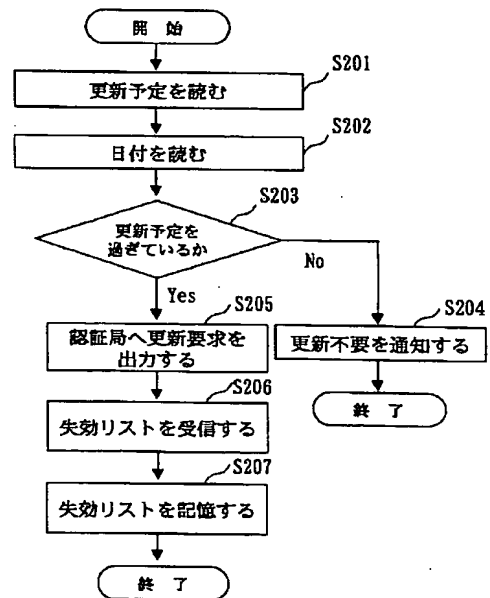 開 始
S201
更新予定を読む
S202
日付を読む
S203
更新予定を
過ぎているか
No
Yes
S205
認証局へ更新要求を
出力する
S204
更新不要を通知する
終 了
S206
失効リストを受信する
S207
失効リストを記憶する
終 了